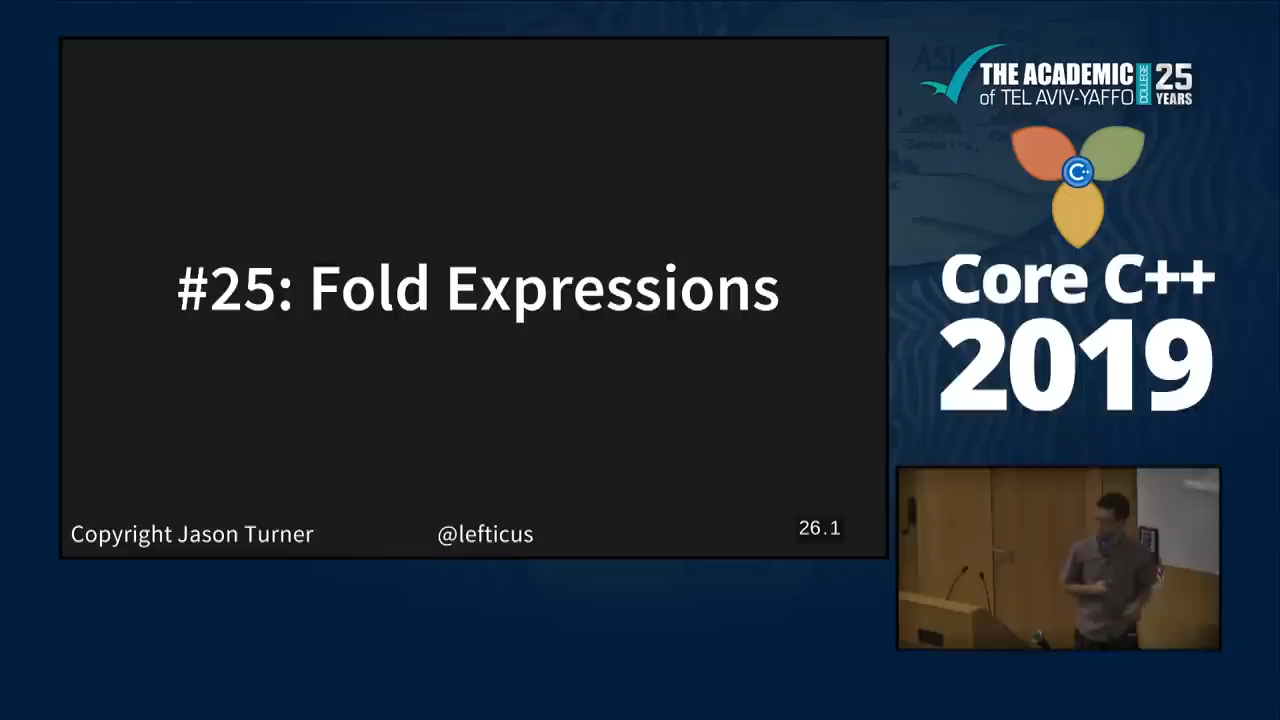 #25: Fold Expressions
Copyright Jason Turner
@lefticus
26.1
THE ACADEMIC
of TEL AVIV-YAFFO
COLLEGE
25
YEARS
C++
Core C++
2019